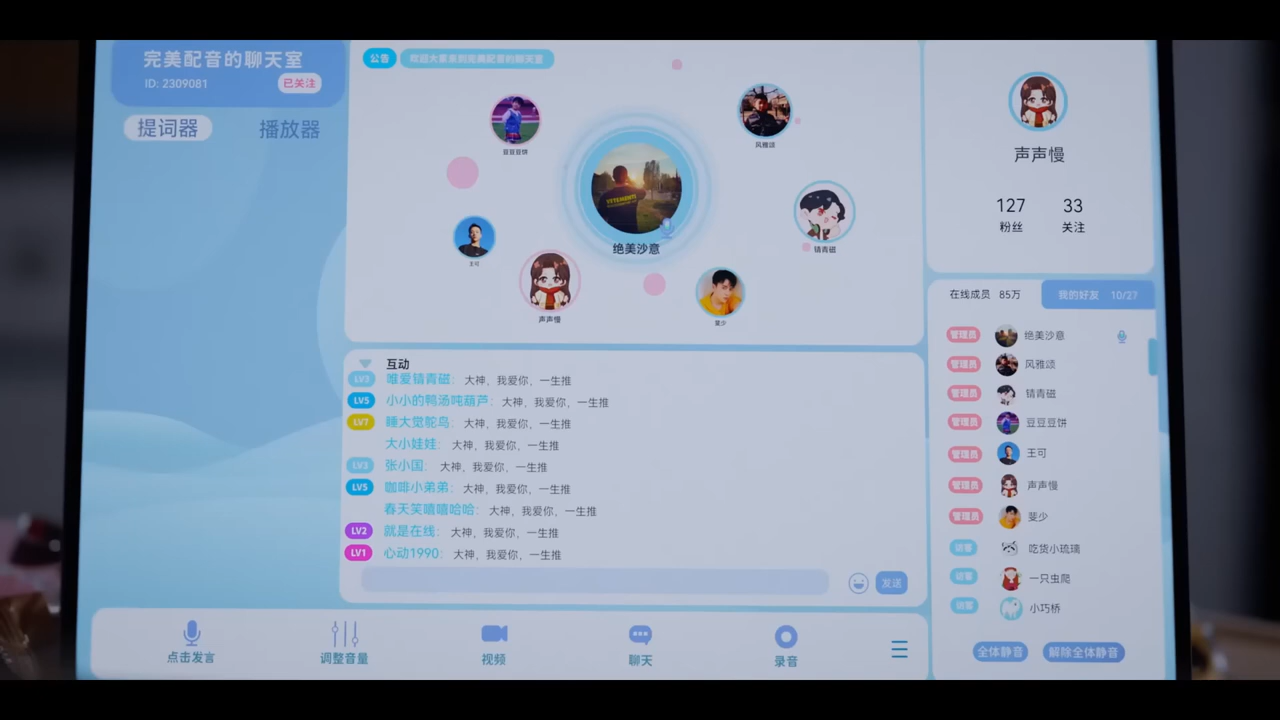 完美配音的聊天室
ID: 2309081
已关注
提词器
播放器
公告
欢迎大家来到完美配音的聊天室
豆豆豆饼
风雅颂
绝美沙意
王可
声声慢
斐少
锖青磁
声声慢
127
33
粉丝
关注
在线成员 85万
我的好友 10/27
管理员 绝美沙意
管理员 风雅颂
管理员 锖青磁
管理员 豆豆豆饼
管理员 王可
管理员 声声慢
管理员 斐少
访客 吃货小琉璃
访客 一只虫爬
访客 小巧桥
全体静音
解除全体静音
互动
LV3 唯爱锖青磁: 大神，我爱你，一生推
LV5 小小的鸭汤吨葫芦: 大神，我爱你，一生推
LV7 睡大觉鸵鸟: 大神，我爱你，一生推
大小娃娃: 大神，我爱你，一生推
LV3 张小国: 大神，我爱你，一生推
LV5 咖啡小弟弟: 大神，我爱你，一生推
春天笑嘻嘻哈哈: 大神，我爱你，一生推
LV2 就是在线: 大神，我爱你，一生推
LV1 心动1990: 大神，我爱你，一生推
发送
点击发言
调整音量
视频
聊天
录音